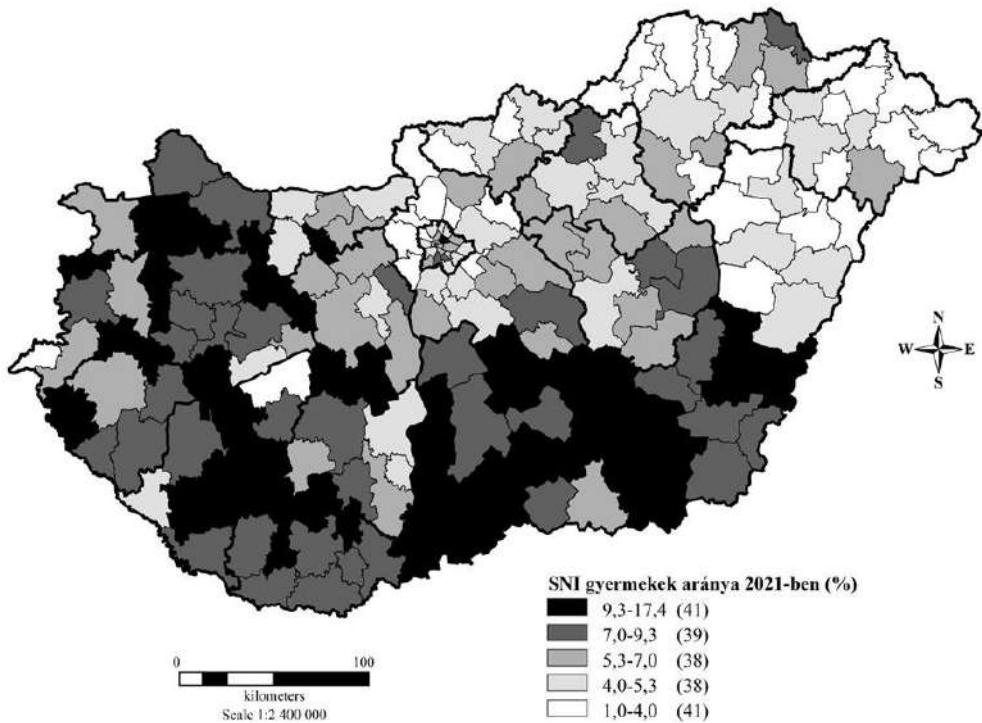 N
W E
S
SNI gyermekek aránya 2021-ben (%)
9,3-17,4 (41)
7,0-9,3 (39)
5,3-7,0 (38)
4,0-5,3 (38)
1,0-4,0 (41)
0 100
kilometers
Scale 1:2 400 000